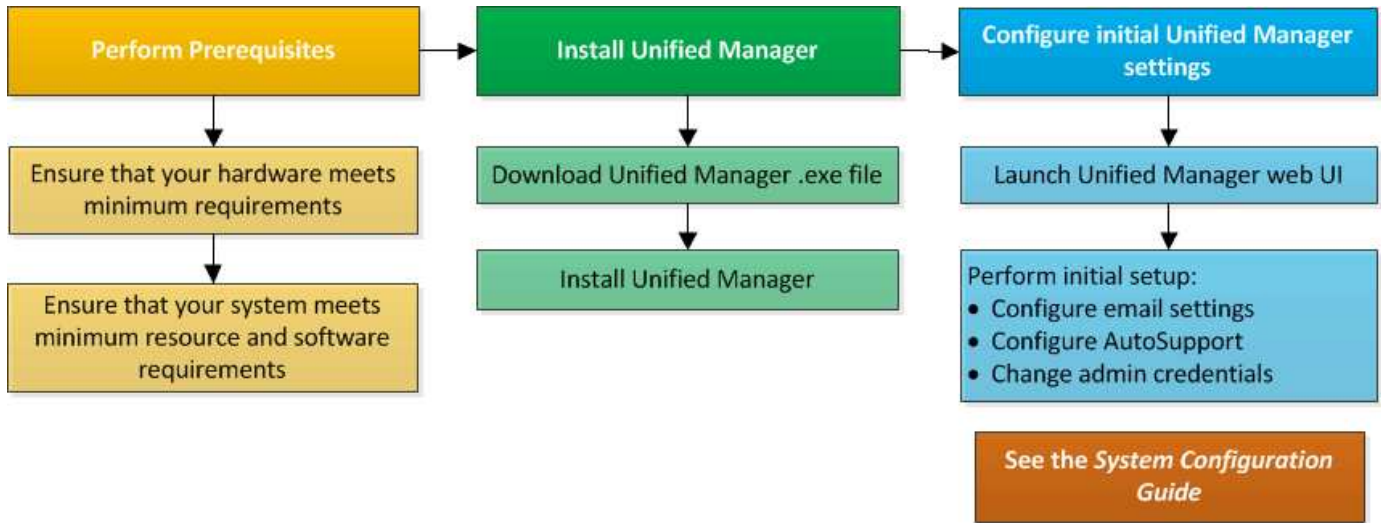 Perform Prerequisites
Ensure that your hardware meets
minimum requirements
Ensure that your system meets
minimum resource and software
requirements
Install Unified Manager
Download Unified Manager .exe file
Install Unified Manager
Configure initial Unified Manager
settings
Launch Unified Manager web UI
Perform initial setup:
• Configure email settings
• Configure AutoSupport
• Change admin credentials
See the System Configuration
Guide